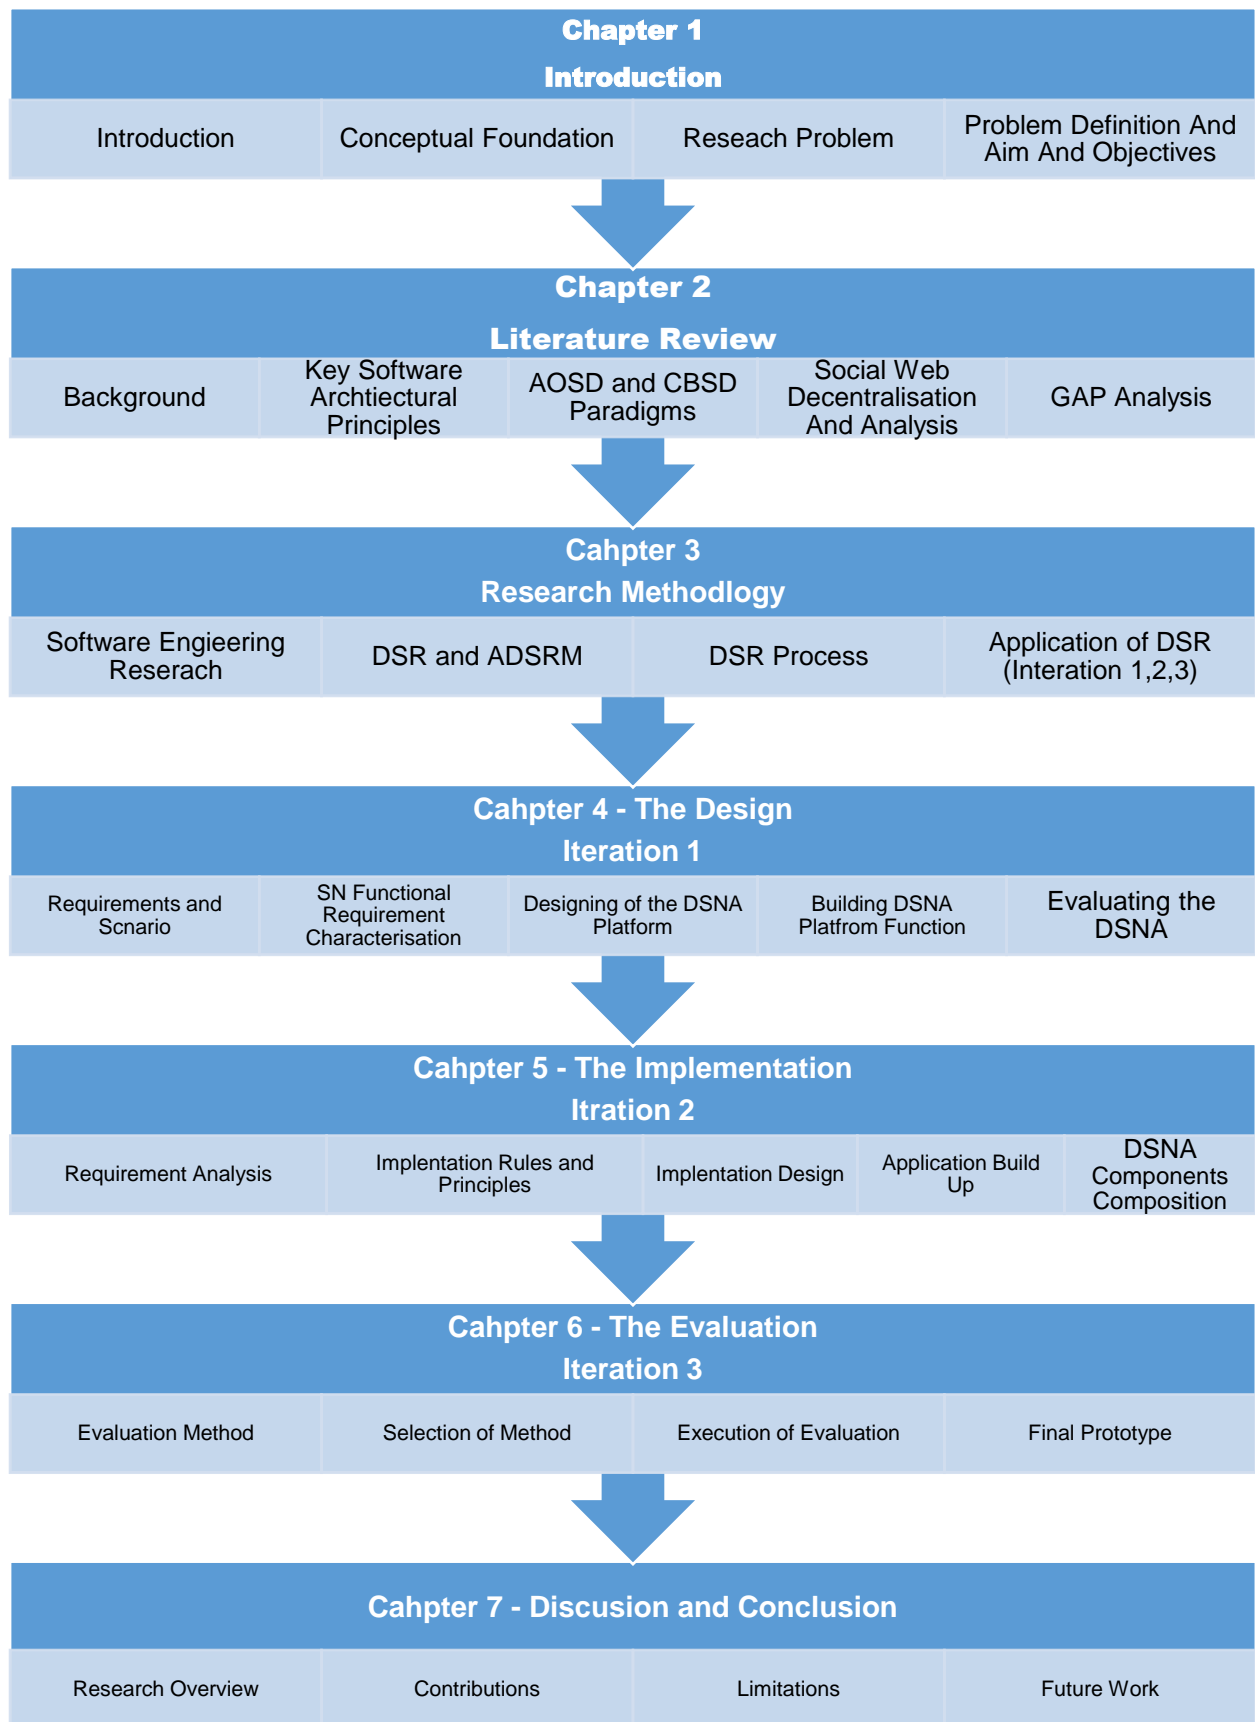 Chapter 1
Introduction
Introduction
Conceptual Foundation
Reseach Problem
Problem Definition And
Aim And Objectives
Chapter 2
Literature Review
Background
Key Software
Archtiectural
Principles
AOSD and CBSD
Paradigms
Social Web
Decentralisation
And Analysis
GAP Analysis
Cahpter 3
Research Methodlogy
Software Engieering
Reserach
DSR and ADSRM
DSR Process
Application of DSR
(Interation 1,2,3)
Cahpter 4 - The Design
Iteration 1
Requirements and
Scnario
SN Functional
Requirement
Characterisation
Designing of the DSNA
Platform
Building DSNA
Platfrom Function
Evaluating the
DSNA
Cahpter 5 - The Implementation
Itration 2
Requirement Analysis
Implentation Rules and
Principles
Implentation Design
Application Build
Up
DSNA
Components
Composition
Cahpter 6 - The Evaluation
Iteration 3
Evaluation Method
Selection of Method
Execution of Evaluation
Final Prototype
Cahpter 7 - Discusion and Conclusion
Research Overview
Contributions
Limitations
Future Work